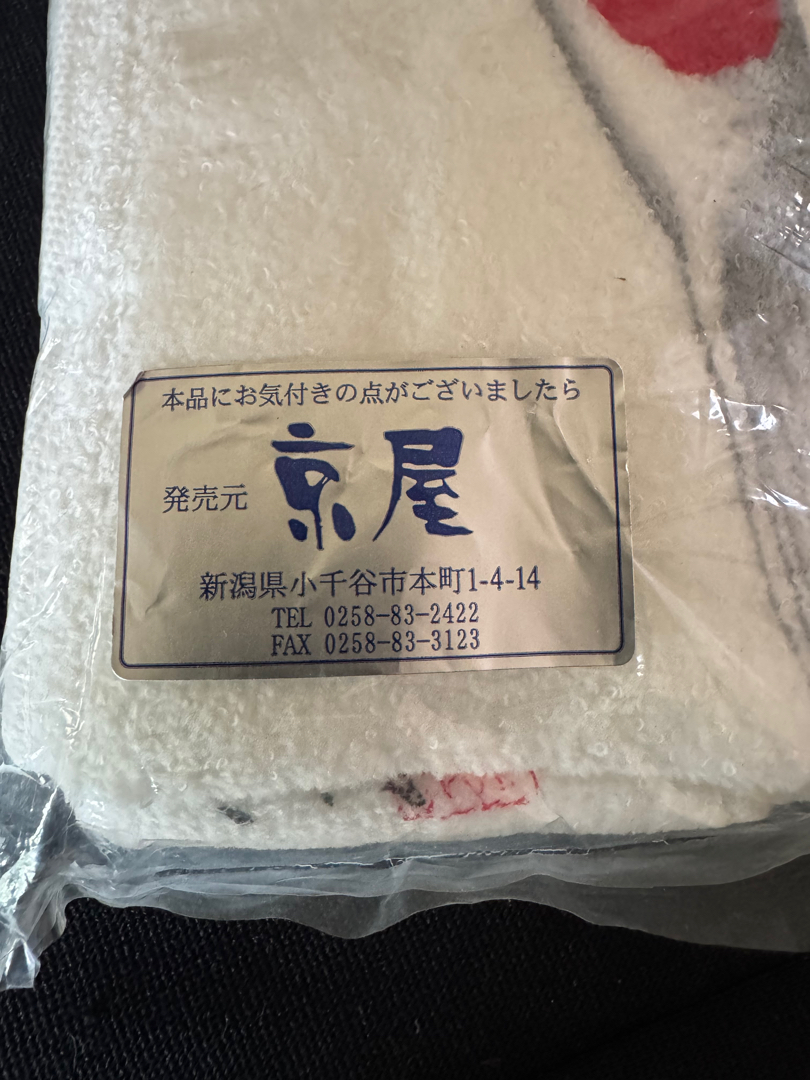 本品にお気付きの点がございましたら
発売元 京屋
新潟県小千谷市本町1-4-14
TEL 0258-83-2422
FAX 0258-83-3123